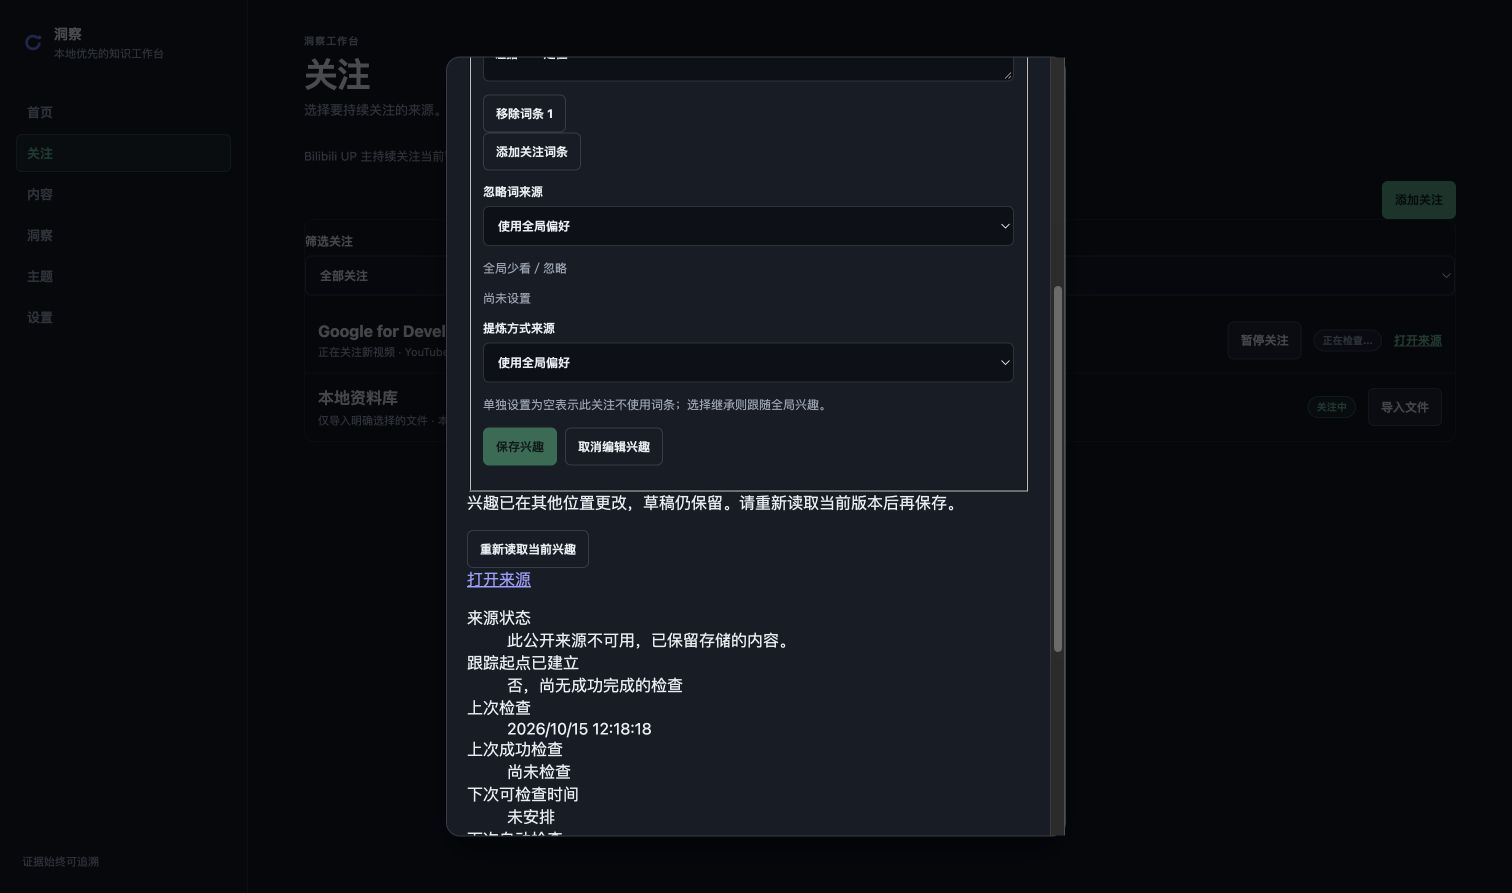 洞察
本地优先的知识工作台
首页
关注
内容
洞察
主题
设置
证据始终可追溯
洞察工作台
关注
选择要持续关注的来源。
Bilibili UP 主持续关注当前
添加关注
筛选关注
全部关注
Google for Devel
正在关注新视频 · YouTube
暂停关注
正在检查...
打开来源
本地资料库
仅导入明确选择的文件 · 本
关注中
导入文件
移除词条 1
添加关注词条
忽略词来源
使用全局偏好
全局少看 / 忽略
尚未设置
提炼方式来源
使用全局偏好
单独设置为空表示此关注不使用词条；选择继承则跟随全局兴趣。
保存兴趣
取消编辑兴趣
兴趣已在其他位置更改，草稿仍保留。请重新读取当前版本后再保存。
重新读取当前兴趣
打开来源
来源状态
此公开来源不可用，已保留存储的内容。
跟踪起点已建立
否，尚无成功完成的检查
上次检查
2026/10/15 12:18:18
上次成功检查
尚未检查
下次可检查时间
未安排
下次自动检查